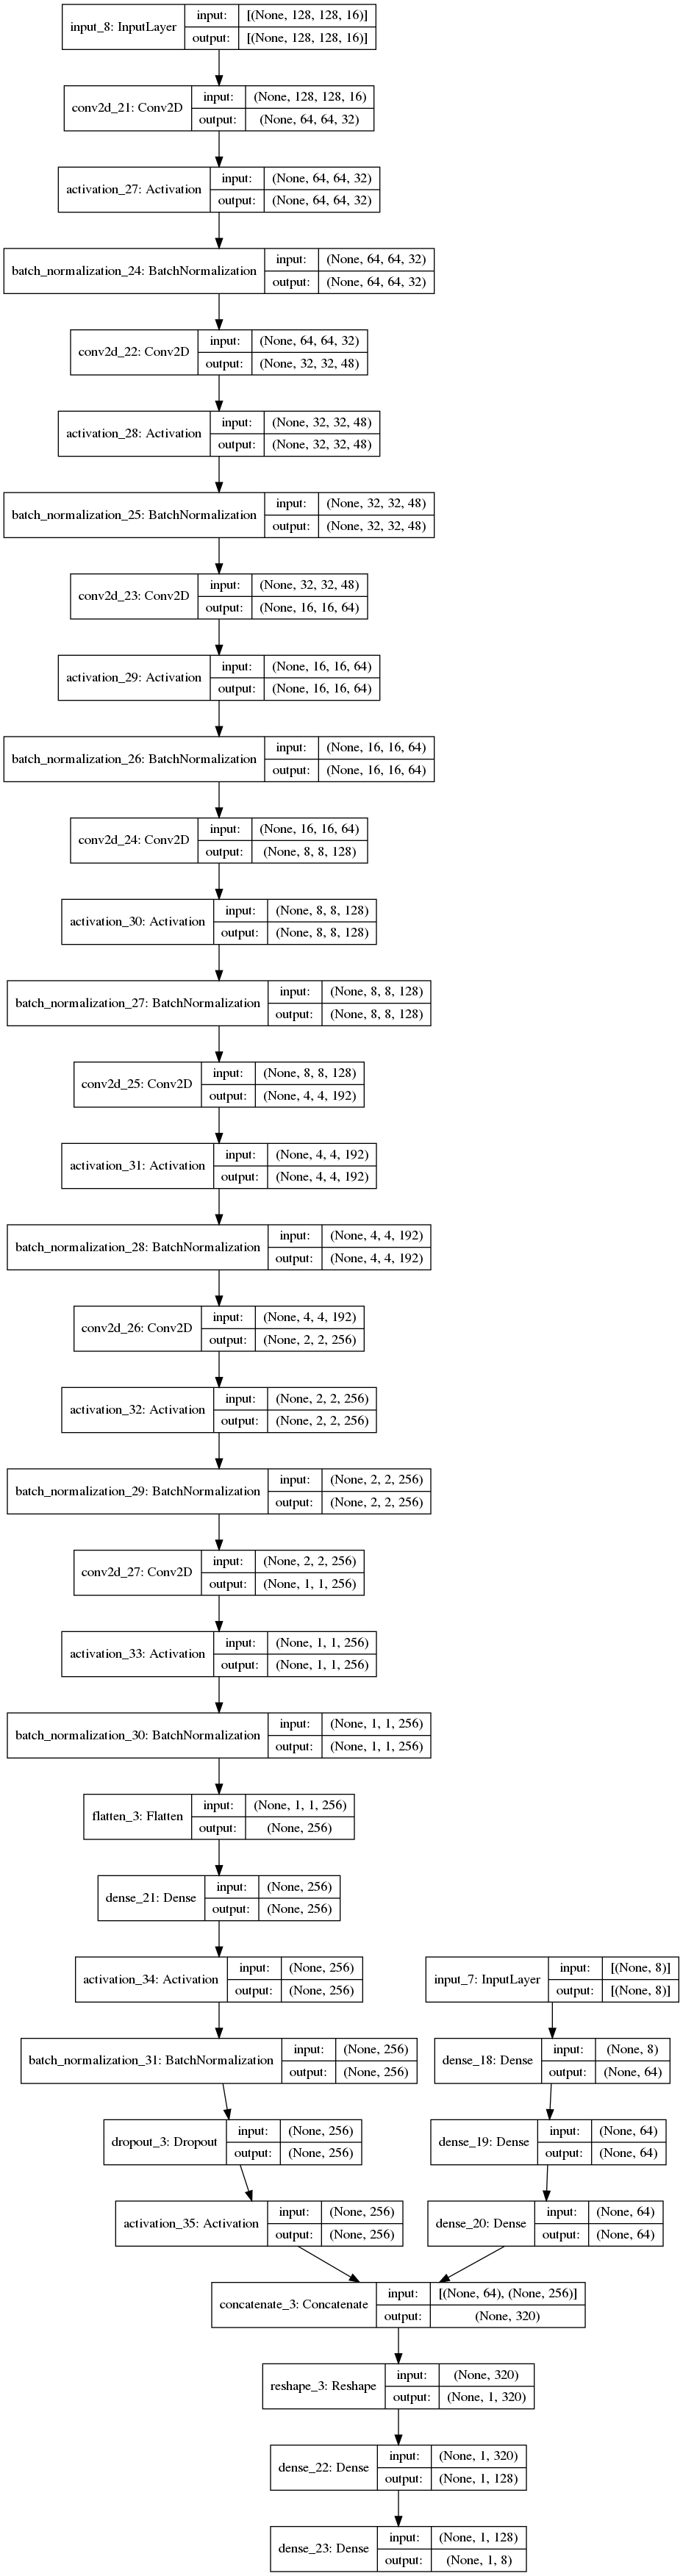 input_8: InputLayer
input: [(None, 128, 128, 16)]
output: [(None, 128, 128, 16)]
conv2d_21: Conv2D
input: (None, 128, 128, 16)
output: (None, 64, 64, 32)
activation_27: Activation
input: (None, 64, 64, 32)
output: (None, 64, 64, 32)
batch_normalization_24: BatchNormalization
input: (None, 64, 64, 32)
output: (None, 64, 64, 32)
conv2d_22: Conv2D
input: (None, 64, 64, 32)
output: (None, 32, 32, 48)
activation_28: Activation
input: (None, 32, 32, 48)
output: (None, 32, 32, 48)
batch_normalization_25: BatchNormalization
input: (None, 32, 32, 48)
output: (None, 32, 32, 48)
conv2d_23: Conv2D
input: (None, 32, 32, 48)
output: (None, 16, 16, 64)
activation_29: Activation
input: (None, 16, 16, 64)
output: (None, 16, 16, 64)
batch_normalization_26: BatchNormalization
input: (None, 16, 16, 64)
output: (None, 16, 16, 64)
conv2d_24: Conv2D
input: (None, 16, 16, 64)
output: (None, 8, 8, 128)
activation_30: Activation
input: (None, 8, 8, 128)
output: (None, 8, 8, 128)
batch_normalization_27: BatchNormalization
input: (None, 8, 8, 128)
output: (None, 8, 8, 128)
conv2d_25: Conv2D
input: (None, 8, 8, 128)
output: (None, 4, 4, 192)
activation_31: Activation
input: (None, 4, 4, 192)
output: (None, 4, 4, 192)
batch_normalization_28: BatchNormalization
input: (None, 4, 4, 192)
output: (None, 4, 4, 192)
conv2d_26: Conv2D
input: (None, 4, 4, 192)
output: (None, 2, 2, 256)
activation_32: Activation
input: (None, 2, 2, 256)
output: (None, 2, 2, 256)
batch_normalization_29: BatchNormalization
input: (None, 2, 2, 256)
output: (None, 2, 2, 256)
conv2d_27: Conv2D
input: (None, 2, 2, 256)
output: (None, 1, 1, 256)
activation_33: Activation
input: (None, 1, 1, 256)
output: (None, 1, 1, 256)
batch_normalization_30: BatchNormalization
input: (None, 1, 1, 256)
output: (None, 1, 1, 256)
flatten_3: Flatten
input: (None, 1, 1, 256)
output: (None, 256)
dense_21: Dense
input: (None, 256)
output: (None, 256)
activation_34: Activation
input: (None, 256)
output: (None, 256)
input_7: InputLayer
input: [(None, 8)]
output: [(None, 8)]
batch_normalization_31: BatchNormalization
input: (None, 256)
output: (None, 256)
dense_18: Dense
input: (None, 8)
output: (None, 64)
dropout_3: Dropout
input: (None, 256)
output: (None, 256)
dense_19: Dense
input: (None, 64)
output: (None, 64)
activation_35: Activation
input: (None, 256)
output: (None, 256)
dense_20: Dense
input: (None, 64)
output: (None, 64)
concatenate_3: Concatenate
input: [(None, 64), (None, 256)]
output: (None, 320)
reshape_3: Reshape
input: (None, 320)
output: (None, 1, 320)
dense_22: Dense
input: (None, 1, 320)
output: (None, 1, 128)
dense_23: Dense
input: (None, 1, 128)
output: (None, 1, 8)